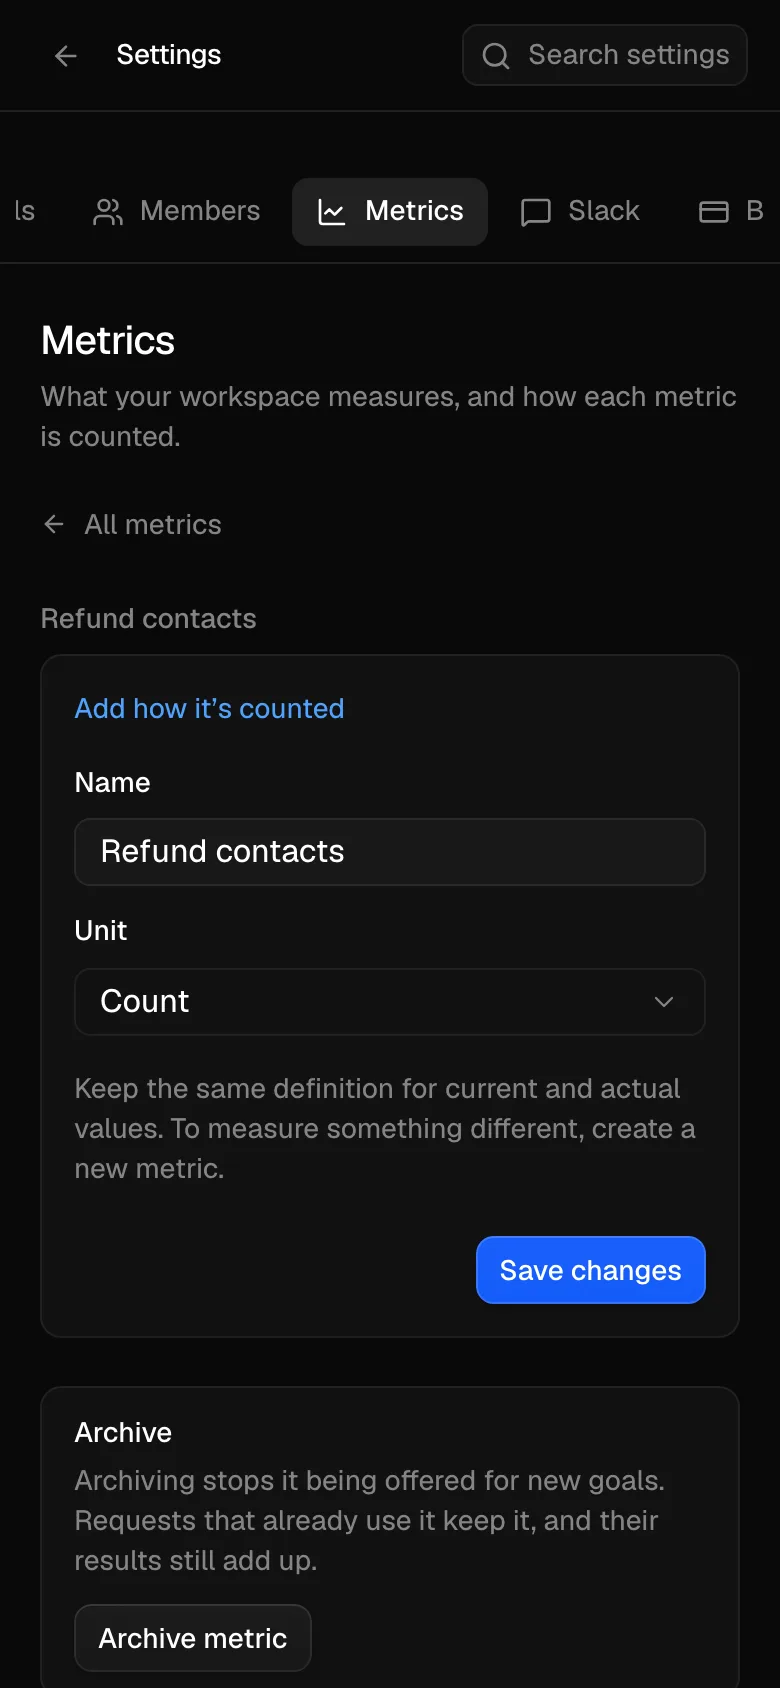 Settings
Search settings
ls
Members
Metrics
Slack
B
Metrics
What your workspace measures, and how each metric
is counted.
All metrics
Refund contacts
Add how it’s counted
Name
Refund contacts
Unit
Count
Keep the same definition for current and actual
values. To measure something different, create a
new metric.
Save changes
Archive
Archiving stops it being offered for new goals.
Requests that already use it keep it, and their
results still add up.
Archive metric